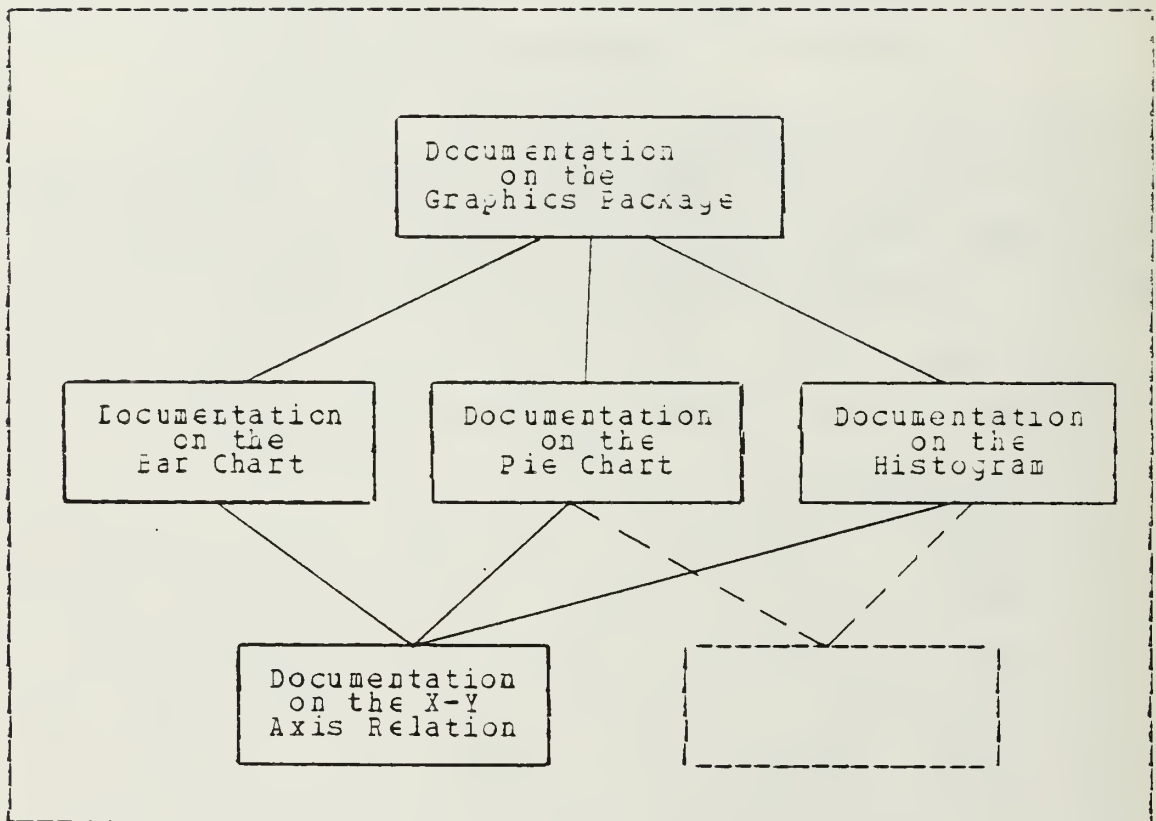 Documentation
on the
Graphics Package
Documentation
on the
Bar Chart
Documentation
on the
Pie Chart
Documentation
on the
Histogram
Documentation
on the X-Y
Axis Relation